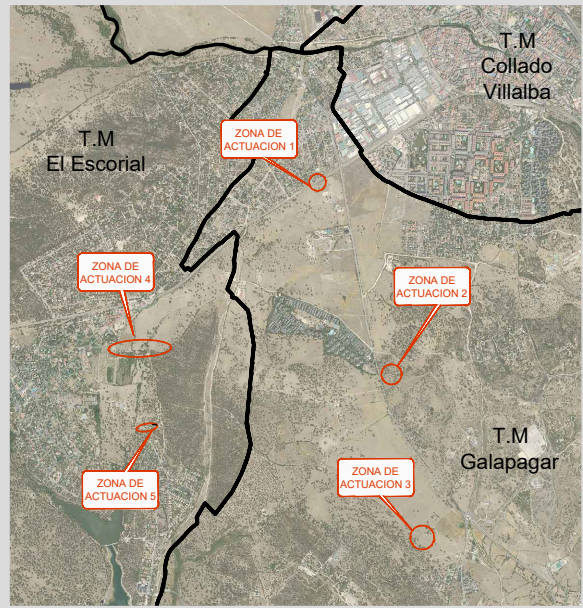 T.M
Collado
Villalba
T.M
El Escorial
ZONA DE
ACTUACION 1
ZONA DE
ACTUACION 4
ZONA DE
ACTUACION 2
T.M
Galapagar
ZONA DE
ACTUACION 5
ZONA DE
ACTUACION 3